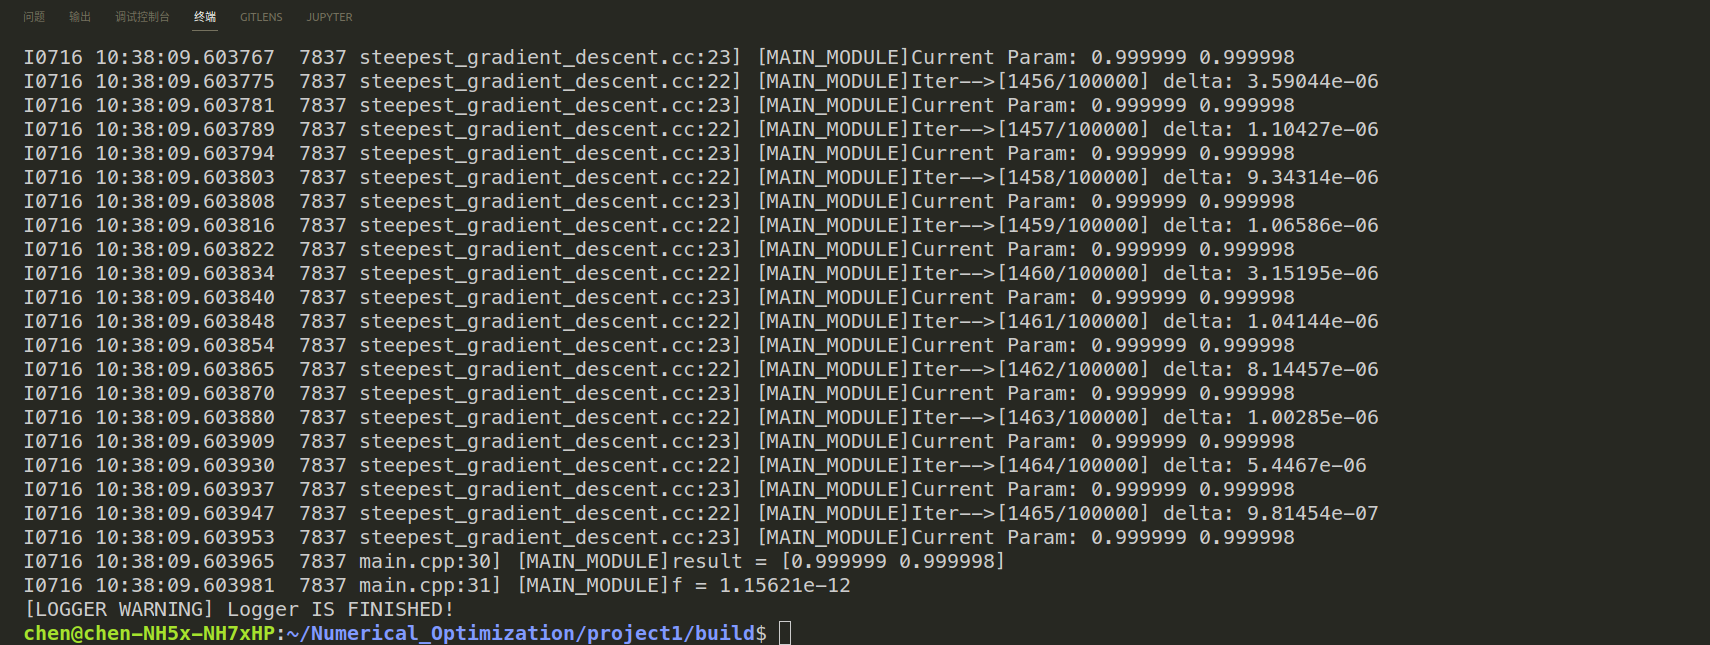 问题 输出 调试控制台 终端 GITLENS JUPYTER
I0716 10:38:09.603767  7837 steepest_gradient_descent.cc:23] [MAIN_MODULE]Current Param: 0.999999 0.999998
I0716 10:38:09.603775  7837 steepest_gradient_descent.cc:22] [MAIN_MODULE]Iter-->[1456/100000] delta: 3.59044e-06
I0716 10:38:09.603781  7837 steepest_gradient_descent.cc:23] [MAIN_MODULE]Current Param: 0.999999 0.999998
I0716 10:38:09.603789  7837 steepest_gradient_descent.cc:22] [MAIN_MODULE]Iter-->[1457/100000] delta: 1.10427e-06
I0716 10:38:09.603794  7837 steepest_gradient_descent.cc:23] [MAIN_MODULE]Current Param: 0.999999 0.999998
I0716 10:38:09.603803  7837 steepest_gradient_descent.cc:22] [MAIN_MODULE]Iter-->[1458/100000] delta: 9.34314e-06
I0716 10:38:09.603808  7837 steepest_gradient_descent.cc:23] [MAIN_MODULE]Current Param: 0.999999 0.999998
I0716 10:38:09.603816  7837 steepest_gradient_descent.cc:22] [MAIN_MODULE]Iter-->[1459/100000] delta: 1.06586e-06
I0716 10:38:09.603822  7837 steepest_gradient_descent.cc:23] [MAIN_MODULE]Current Param: 0.999999 0.999998
I0716 10:38:09.603834  7837 steepest_gradient_descent.cc:22] [MAIN_MODULE]Iter-->[1460/100000] delta: 3.15195e-06
I0716 10:38:09.603840  7837 steepest_gradient_descent.cc:23] [MAIN_MODULE]Current Param: 0.999999 0.999998
I0716 10:38:09.603848  7837 steepest_gradient_descent.cc:22] [MAIN_MODULE]Iter-->[1461/100000] delta: 1.04144e-06
I0716 10:38:09.603854  7837 steepest_gradient_descent.cc:23] [MAIN_MODULE]Current Param: 0.999999 0.999998
I0716 10:38:09.603865  7837 steepest_gradient_descent.cc:22] [MAIN_MODULE]Iter-->[1462/100000] delta: 8.14457e-06
I0716 10:38:09.603870  7837 steepest_gradient_descent.cc:23] [MAIN_MODULE]Current Param: 0.999999 0.999998
I0716 10:38:09.603880  7837 steepest_gradient_descent.cc:22] [MAIN_MODULE]Iter-->[1463/100000] delta: 1.00285e-06
I0716 10:38:09.603909  7837 steepest_gradient_descent.cc:23] [MAIN_MODULE]Current Param: 0.999999 0.999998
I0716 10:38:09.603930  7837 steepest_gradient_descent.cc:22] [MAIN_MODULE]Iter-->[1464/100000] delta: 5.4467e-06
I0716 10:38:09.603937  7837 steepest_gradient_descent.cc:23] [MAIN_MODULE]Current Param: 0.999999 0.999998
I0716 10:38:09.603947  7837 steepest_gradient_descent.cc:22] [MAIN_MODULE]Iter-->[1465/100000] delta: 9.81454e-07
I0716 10:38:09.603953  7837 steepest_gradient_descent.cc:23] [MAIN_MODULE]Current Param: 0.999999 0.999998
I0716 10:38:09.603965  7837 main.cpp:30] [MAIN_MODULE]result = [0.999999 0.999998]
I0716 10:38:09.603981  7837 main.cpp:31] [MAIN_MODULE]f = 1.15621e-12
[LOGGER WARNING] Logger IS FINISHED!
chen@chen-NH5x-NH7xHP:~/Numerical_Optimization/project1/build$